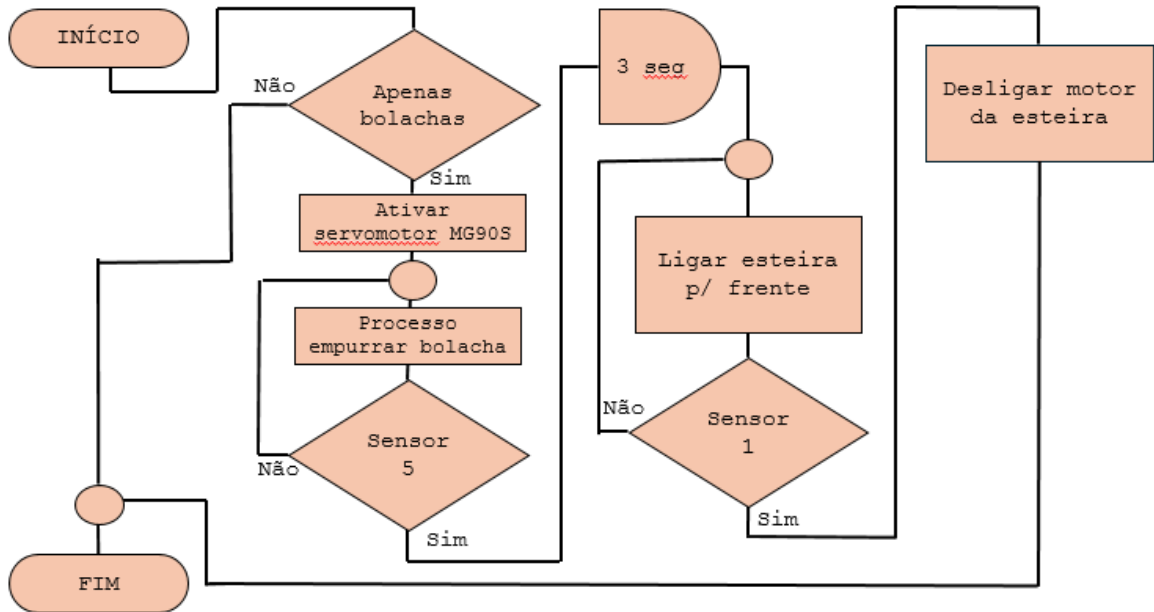 INÍCIO
Não
Apenas
bolachas
Sim
Ativar
servomotor MG90S
Processo
empurrar bolacha
Sensor
5
Não
Sim
3 seg
Ligar esteira
p/ frente
Não
Sensor
1
Sim
Desligar motor
da esteira
FIM